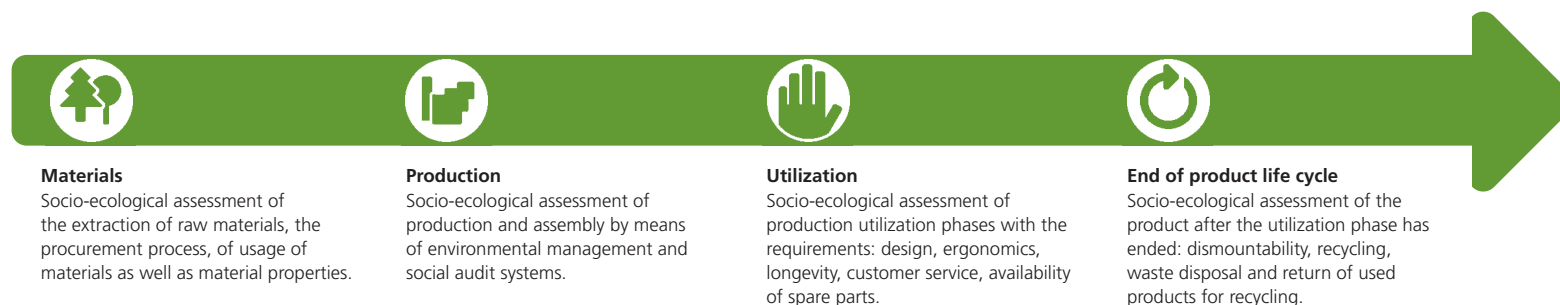 Materials
Socio-ecological assessment of
the extraction of raw materials, the
procurement process, of usage of
materials as well as material properties.
Production
Socio-ecological assessment of
production and assembly by means
of environmental management and
social audit systems.
Utilization
Socio-ecological assessment of
production utilization phases with the
requirements: design, ergonomics,
longevity, customer service, availability
of spare parts.
End of product life cycle
Socio-ecological assessment of the
product after the utilization phase has
ended: dismountability, recycling,
waste disposal and return of used
products for recycling.